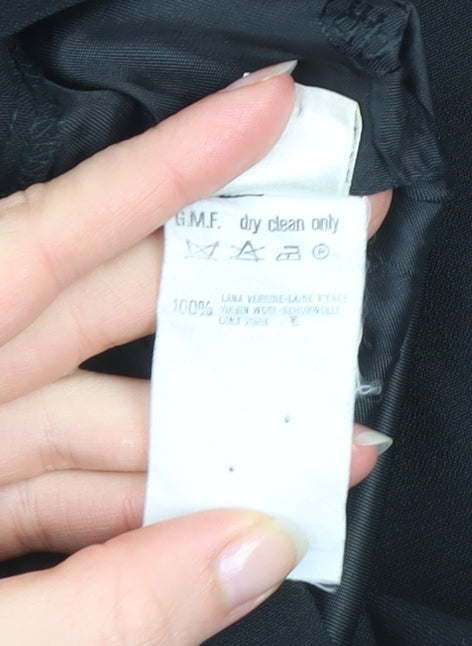 G.M.F. dry clean only
P
100% LANA VERGINE-LAINE VIERGE
VIRGIN WOOL-SCHURWOLLE
LANA VIRGE